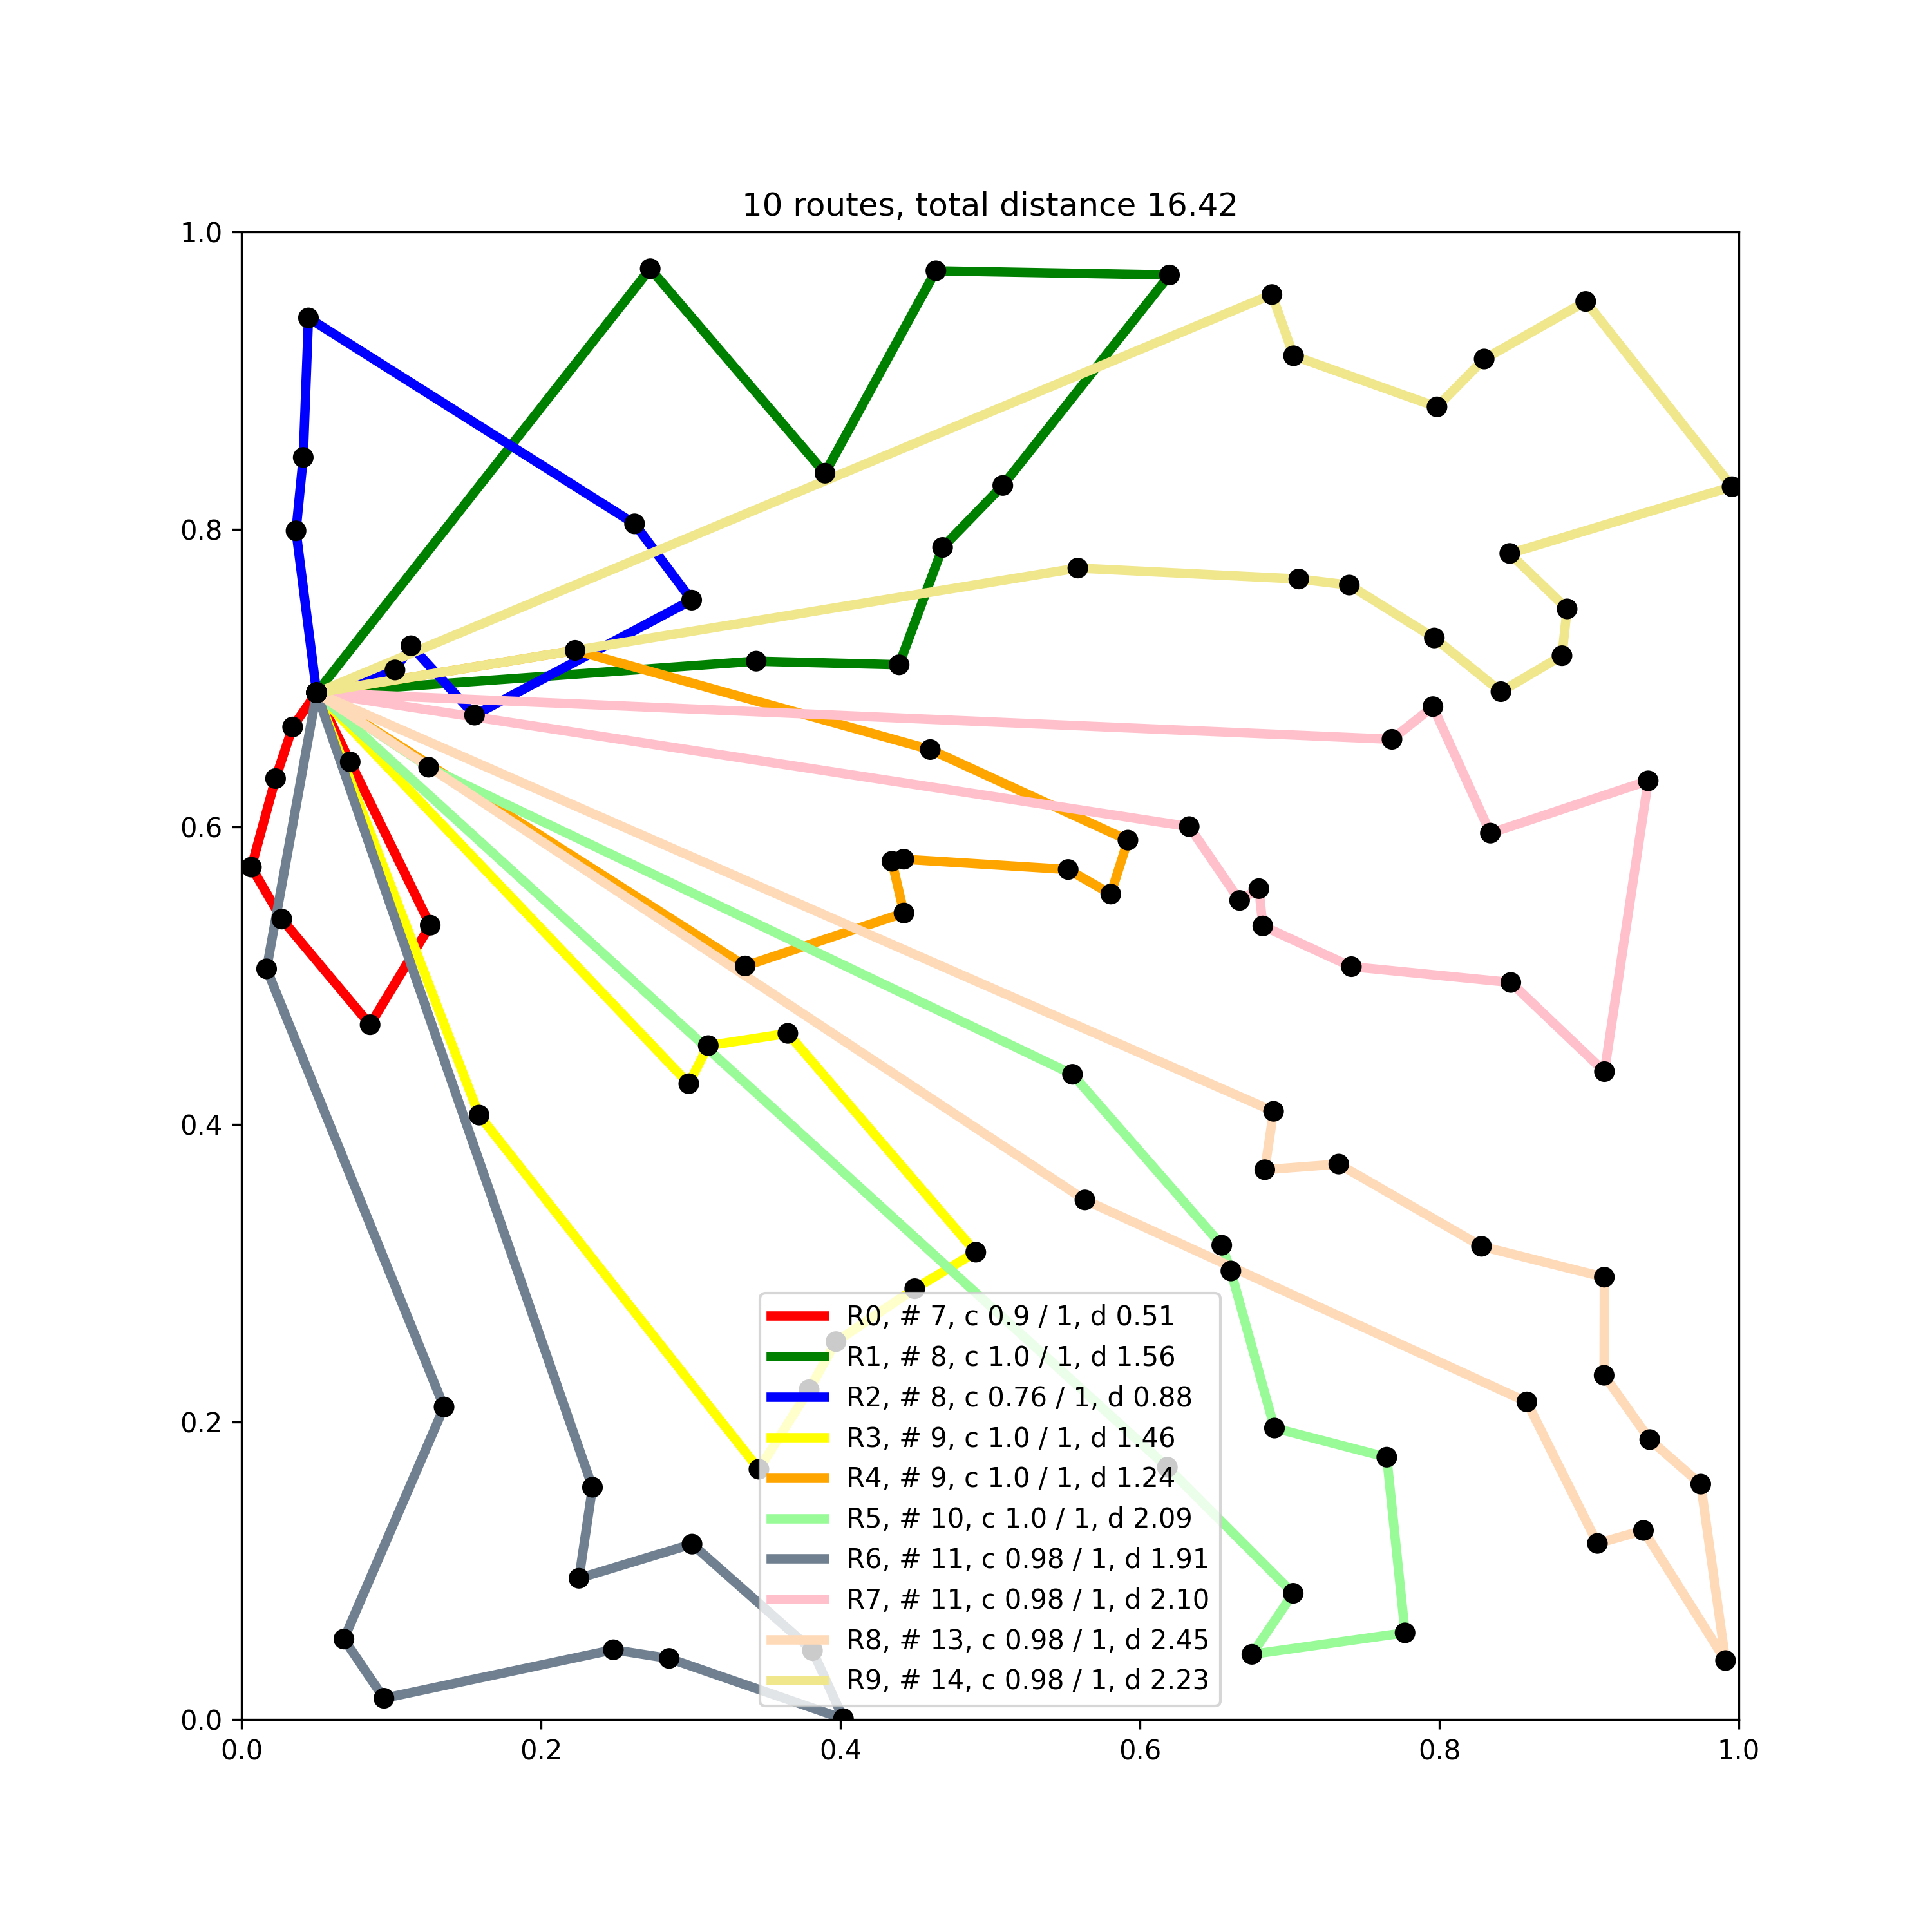 10 routes, total distance 16.42
1.0
0.8
0.6
0.4
0.2
0.0
R0, # 7, c 0.9 / 1, d 0.51
R1, # 8, c 1.0 / 1, d 1.56
R2, # 8, c 0.76 / 1, d 0.88
R3, # 9, c 1.0 / 1, d 1.46
R4, # 9, c 1.0 / 1, d 1.24
R5, # 10, c 1.0 / 1, d 2.09
R6, # 11, c 0.98 / 1, d 1.91
R7, # 11, c 0.98 / 1, d 2.10
R8, # 13, c 0.98 / 1, d 2.45
R9, # 14, c 0.98 / 1, d 2.23
0.0 0.2 0.4 0.6 0.8 1.0